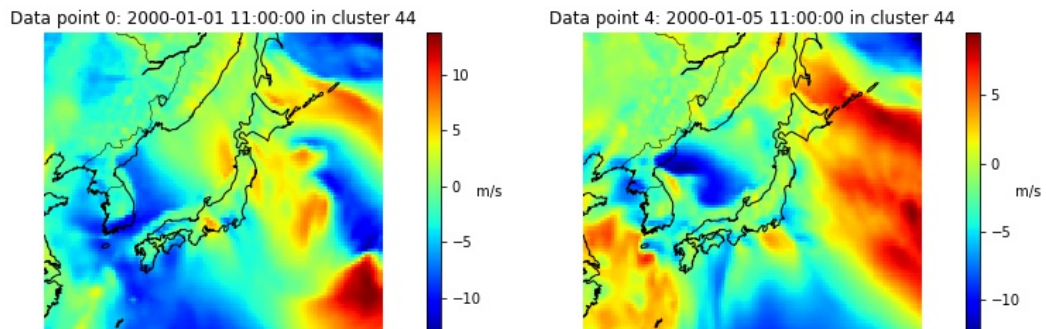 Data point 0: 2000-01-01 11:00:00 in cluster 44
10
5
0
−5
−10
m/s
Data point 4: 2000-01-05 11:00:00 in cluster 44
5
0
−5
−10
m/s